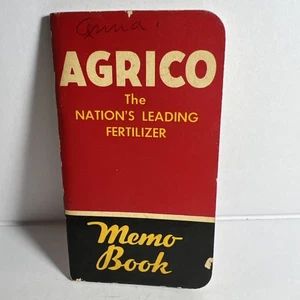 AGRICO
The
NATION'S LEADING
FERTILIZER
Memo
Book